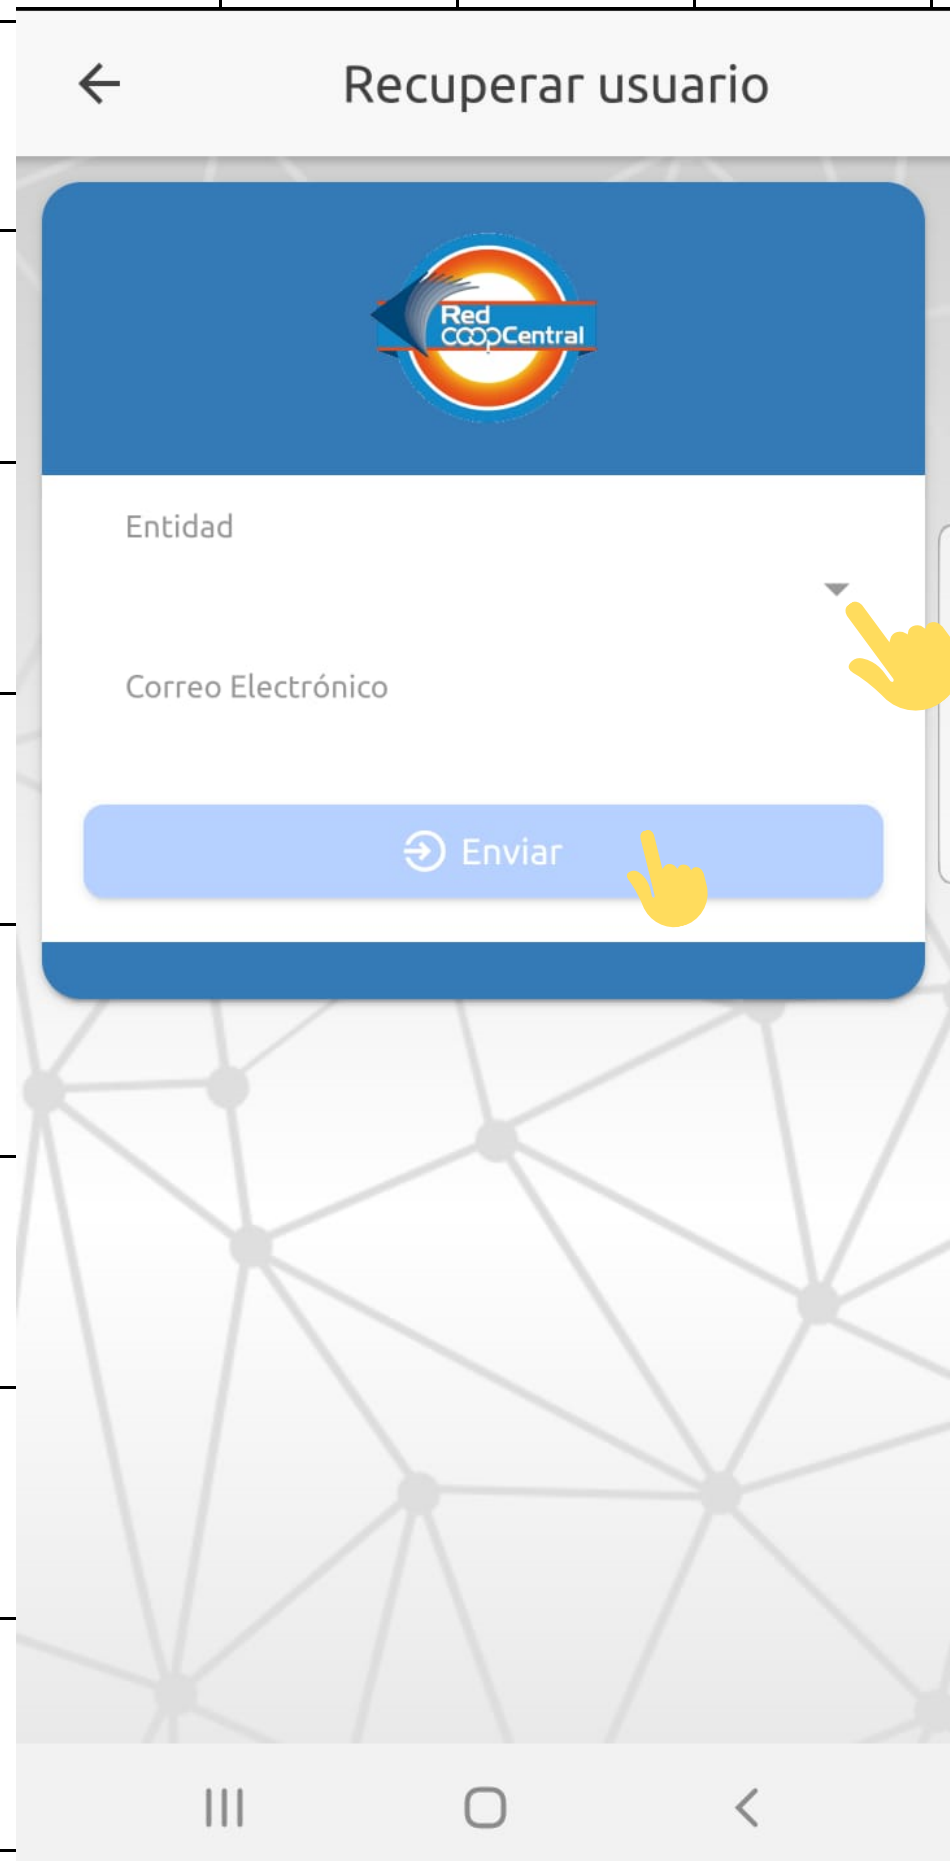 Recuperar usuario
Red
coopCentral
Entidad
Correo Electrónico
Enviar